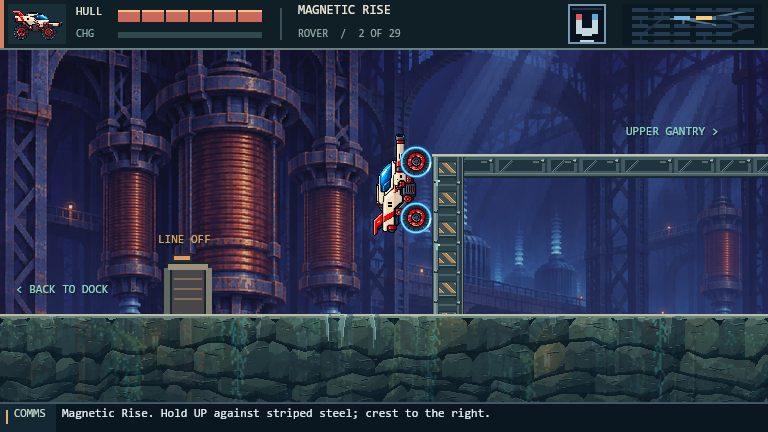 HULL
MAGNETIC RISE
CHG
ROVER / 2 OF 29
UPPER GANTRY >
LINE OFF
< BACK TO DOCK
COMMS Magnetic Rise. Hold UP against striped steel; crest to the right.